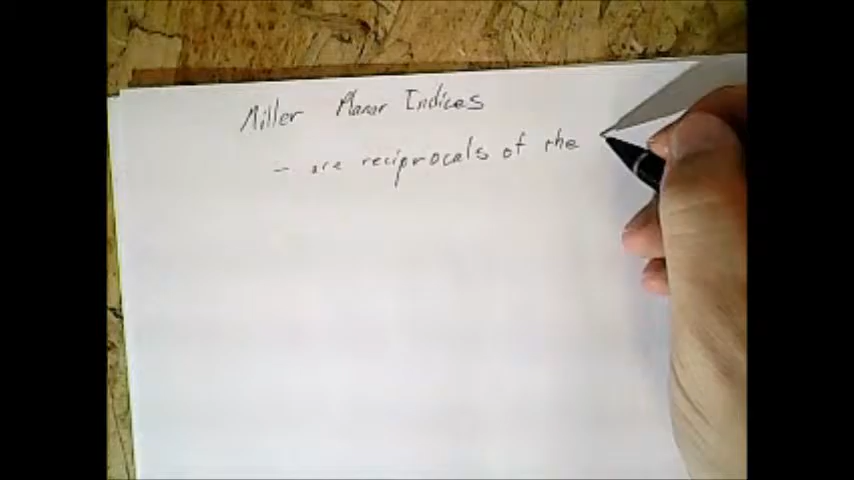 Miller Planar Indices
- are reciprocals of the